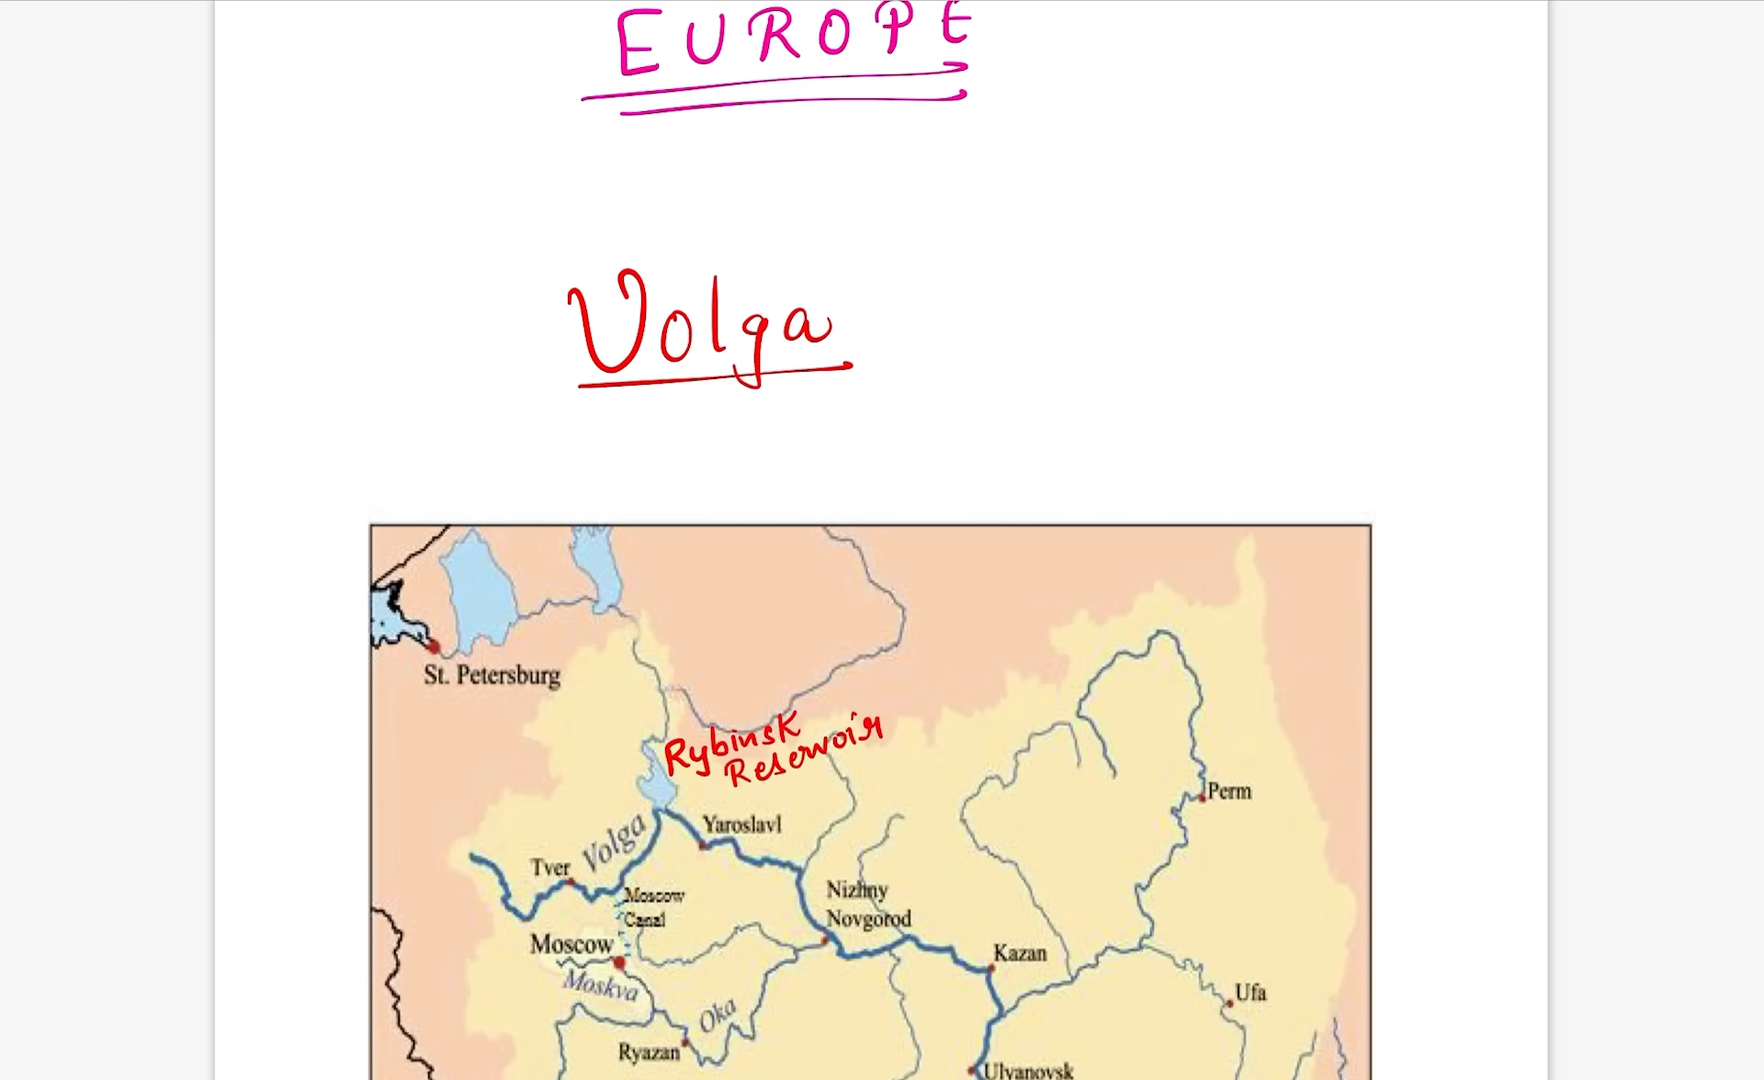 EUROPE
Volga
St. Petersburg
Rybinsk
Reservoir
Perm
Yaroslavl
Volga
Tver
Moscow
Canal
Nizhny
Novgorod
Moscow
Kazan
Moskva
Ufa
Oka
Ryazan
Ulyanovsk